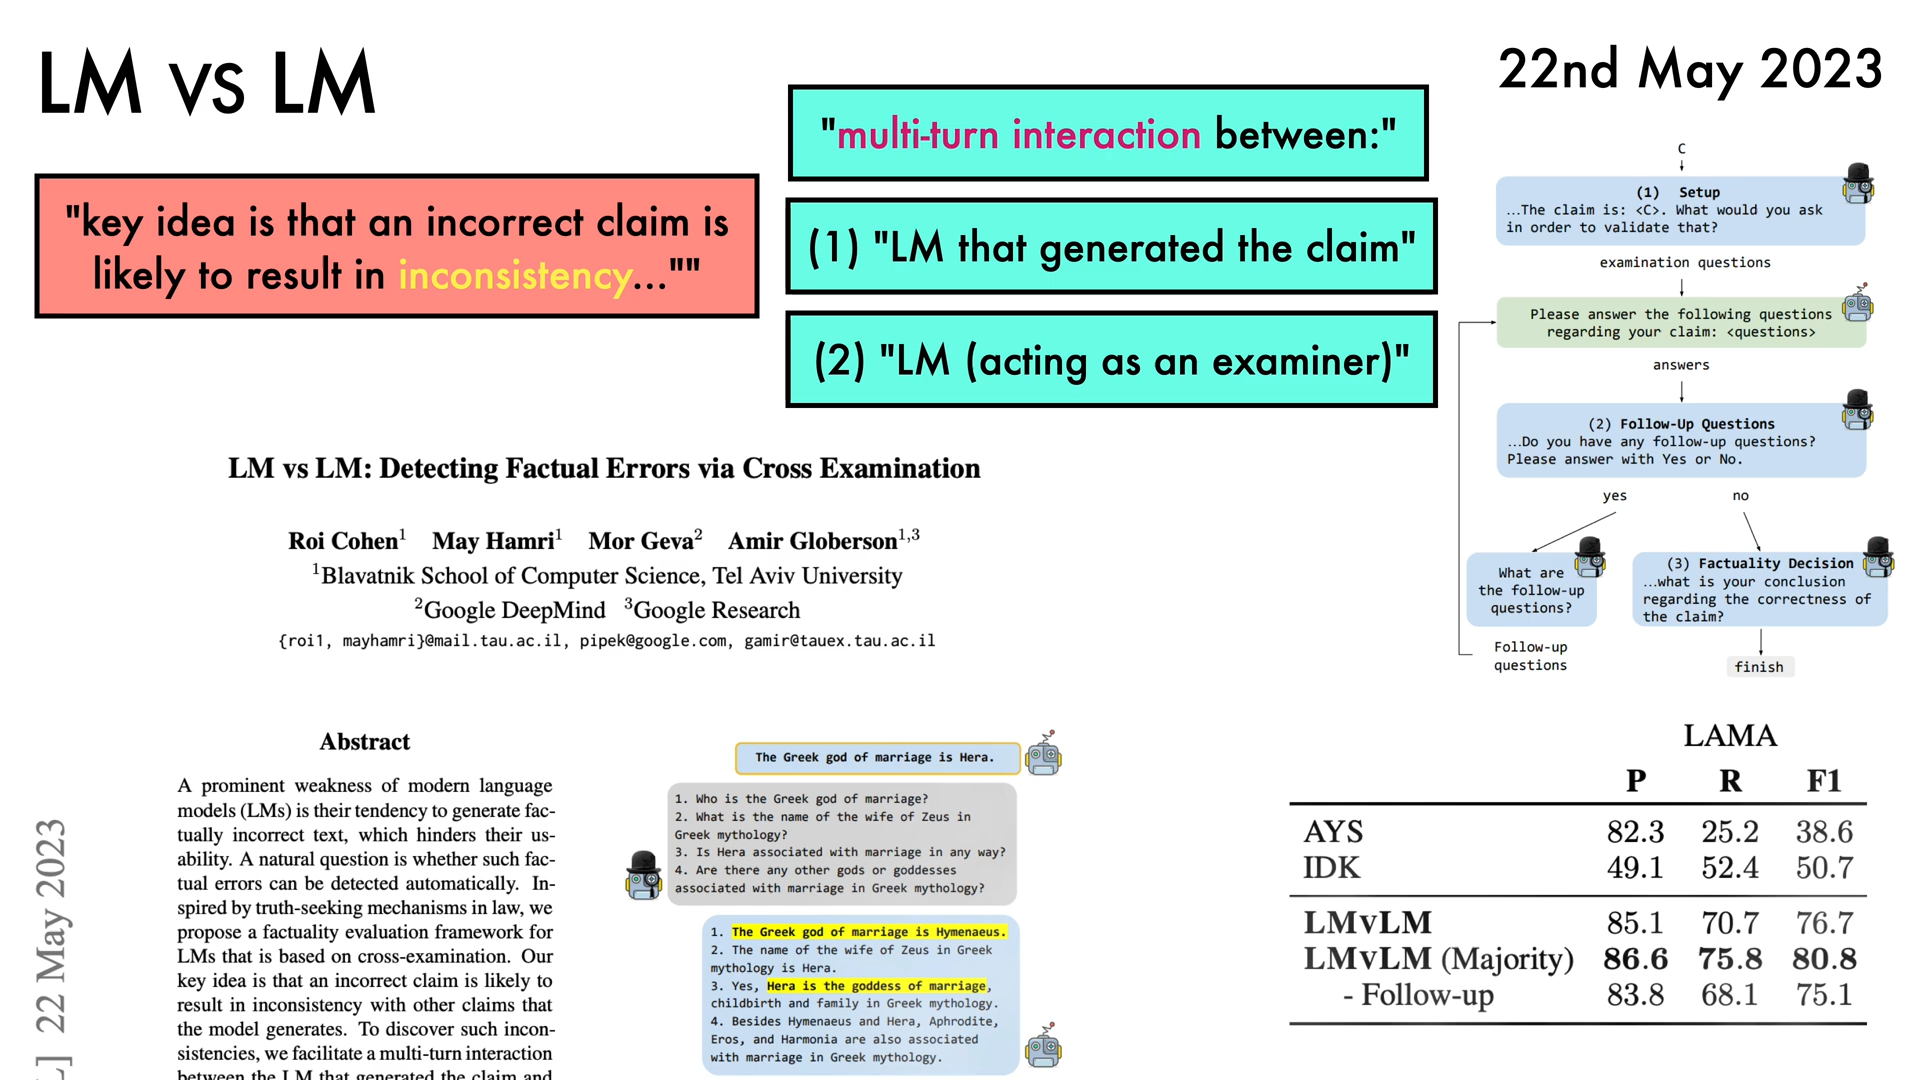 LM vs LM
22nd May 2023
"key idea is that an incorrect claim is
likely to result in inconsistency...""
"multi-turn interaction between:"
(1) "LM that generated the claim"
(2) "LM (acting as an examiner)"
C
(1) Setup
...The claim is: <C>. What would you ask
in order to validate that?
examination questions
Please answer the following questions
regarding your claim: <questions>
answers
(2) Follow-Up Questions
...Do you have any follow-up questions?
Please answer with Yes or No.
yes
no
What are
the follow-up
questions?
(3) Factuality Decision
...what is your conclusion
regarding the correctness of
the claim?
Follow-up
questions
finish
LM vs LM: Detecting Factual Errors via Cross Examination
Roi Cohen1 May Hamri1 Mor Geva2 Amir Globerson1,3
1Blavatnik School of Computer Science, Tel Aviv University
2Google DeepMind 3Google Research
{roi1, mayhamri}@mail.tau.ac.il, pipek@google.com, gamir@tauex.tau.ac.il
22 May 2023
Abstract
A prominent weakness of modern language
models (LMs) is their tendency to generate fac-
tually incorrect text, which hinders their us-
ability. A natural question is whether such fac-
tual errors can be detected automatically. In-
spired by truth-seeking mechanisms in law, we
propose a factuality evaluation framework for
LMs that is based on cross-examination. Our
key idea is that an incorrect claim is likely to
result in inconsistency with other claims that
the model generates. To discover such incon-
sistencies, we facilitate a multi-turn interaction
between the LM that generated the claim and
The Greek god of marriage is Hera.
1. Who is the Greek god of marriage?
2. What is the name of the wife of Zeus in
Greek mythology?
3. Is Hera associated with marriage in any way?
4. Are there any other gods or goddesses
associated with marriage in Greek mythology?
1. The Greek god of marriage is Hymenaeus.
2. The name of the wife of Zeus in Greek
mythology is Hera.
3. Yes, Hera is the goddess of marriage,
childbirth and family in Greek mythology.
4. Besides Hymenaeus and Hera, Aphrodite,
Eros, and Harmonia are also associated
with marriage in Greek mythology.
LAMA
P R F1
AYS 82.3 25.2 38.6
IDK 49.1 52.4 50.7
LMvLM 85.1 70.7 76.7
LMvLM (Majority) 86.6 75.8 80.8
- Follow-up 83.8 68.1 75.1